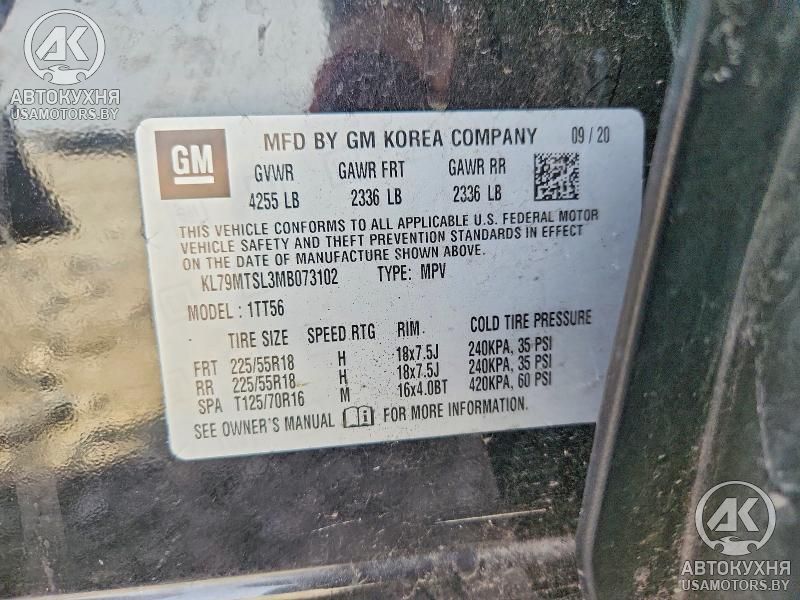 AK
АВТОКУХНЯ
USAMOTORS.BY
GM
MFD BY GM KOREA COMPANY 09 / 20
GVWR GAWR FRT GAWR RR
4255 LB 2336 LB 2336 LB
THIS VEHICLE CONFORMS TO ALL APPLICABLE U.S. FEDERAL MOTOR
VEHICLE SAFETY AND THEFT PREVENTION STANDARDS IN EFFECT
ON THE DATE OF MANUFACTURE SHOWN ABOVE.
KL79MTSL3MB073102 TYPE: MPV
MODEL : 1TT56
TIRE SIZE SPEED RTG RIM COLD TIRE PRESSURE
FRT 225/55R18 H 18x7.5J 240KPA, 35 PSI
RR 225/55R18 H 18x7.5J 240KPA, 35 PSI
SPA T125/70R16 M 16x4.0BT 420KPA, 60 PSI
SEE OWNER'S MANUAL FOR MORE INFORMATION.
AK
АВТОКУХНЯ
USAMOTORS.BY